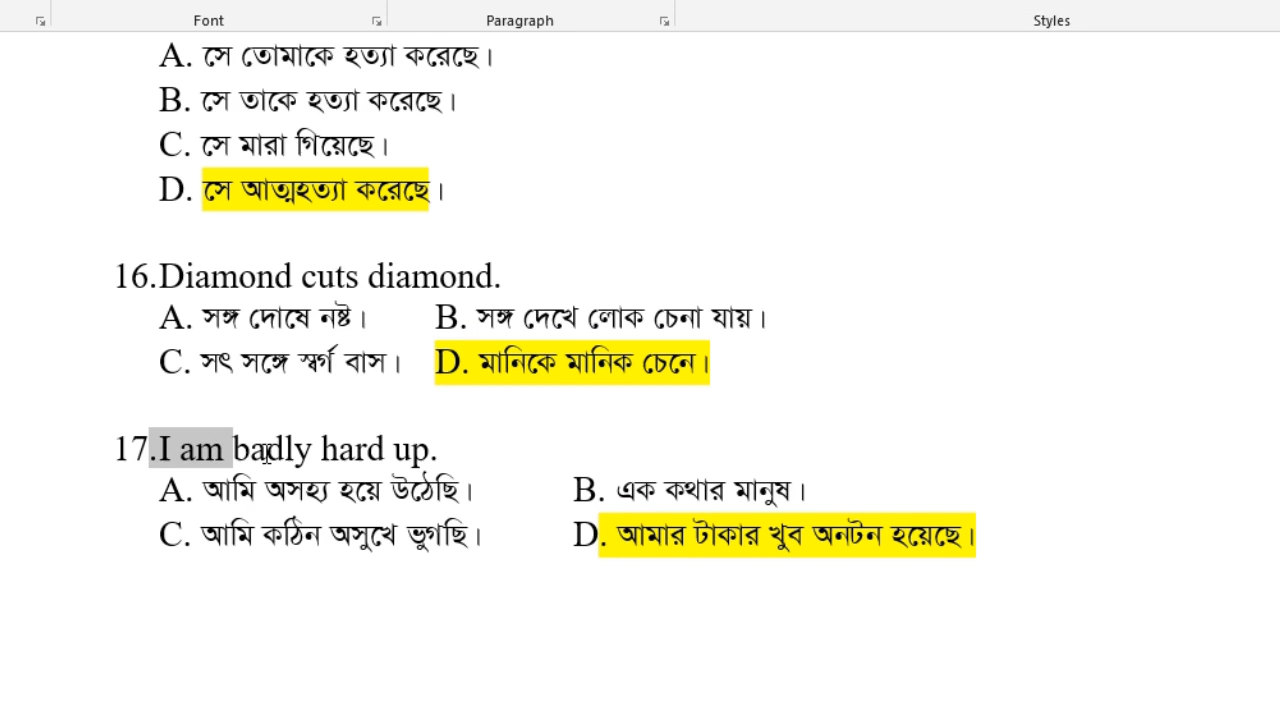 Font Paragraph Styles
A. সে তোমাকে হত্যা করেছে।
B. সে তাকে হত্যা করেছে।
C. সে মারা গিয়েছে।
D. সে আত্মহত্যা করেছে।
16.Diamond cuts diamond.
A. সঙ্গ দোষে নষ্ট। B. সঙ্গ দেখে লোক চেনা যায়।
C. সৎ সঙ্গে স্বর্গ বাস। D. মানিকে মানিক চেনে।
17.I am badly hard up.
A. আমি অসহ্য হয়ে উঠেছি। B. এক কথার মানুষ।
C. আমি কঠিন অসুখে ভুগছি। D. আমার টাকার খুব অনটন হয়েছে।